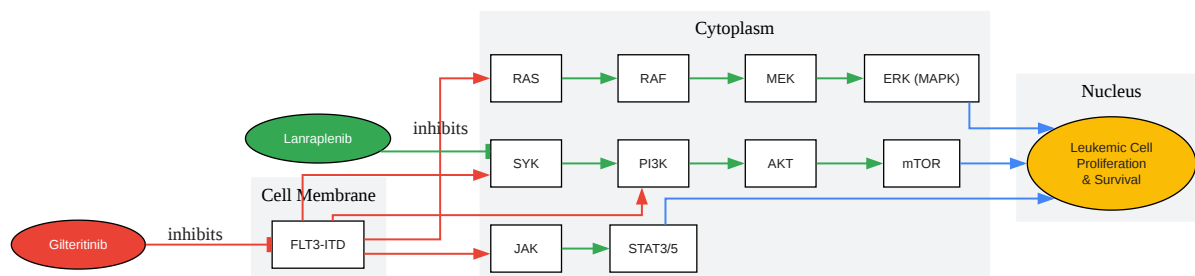 Cytoplasm
RAS
RAF
MEK
ERK (MAPK)
Nucleus
Lanraplenib
inhibits
SYK
PI3K
AKT
mTOR
Leukemic Cell
Proliferation
& Survival
Cell Membrane
Gilteritinib
inhibits
FLT3-ITD
JAK
STAT3/5